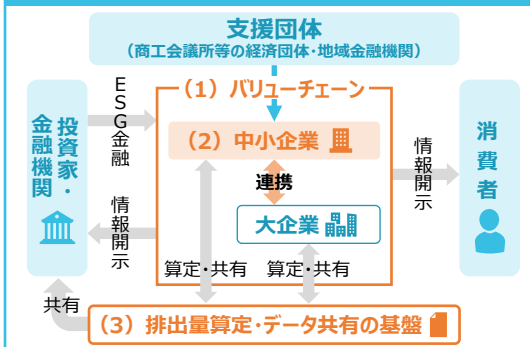 支援団体
（商工会議所等の経済団体・地域金融機関）
（1）バリューチェーン
投資家・
金融機関
ESG金融
（2）中小企業
連携
大企業
情報開示
情報開示
消費者
算定・共有
算定・共有
共有
（3）排出量算定・データ共有の基盤